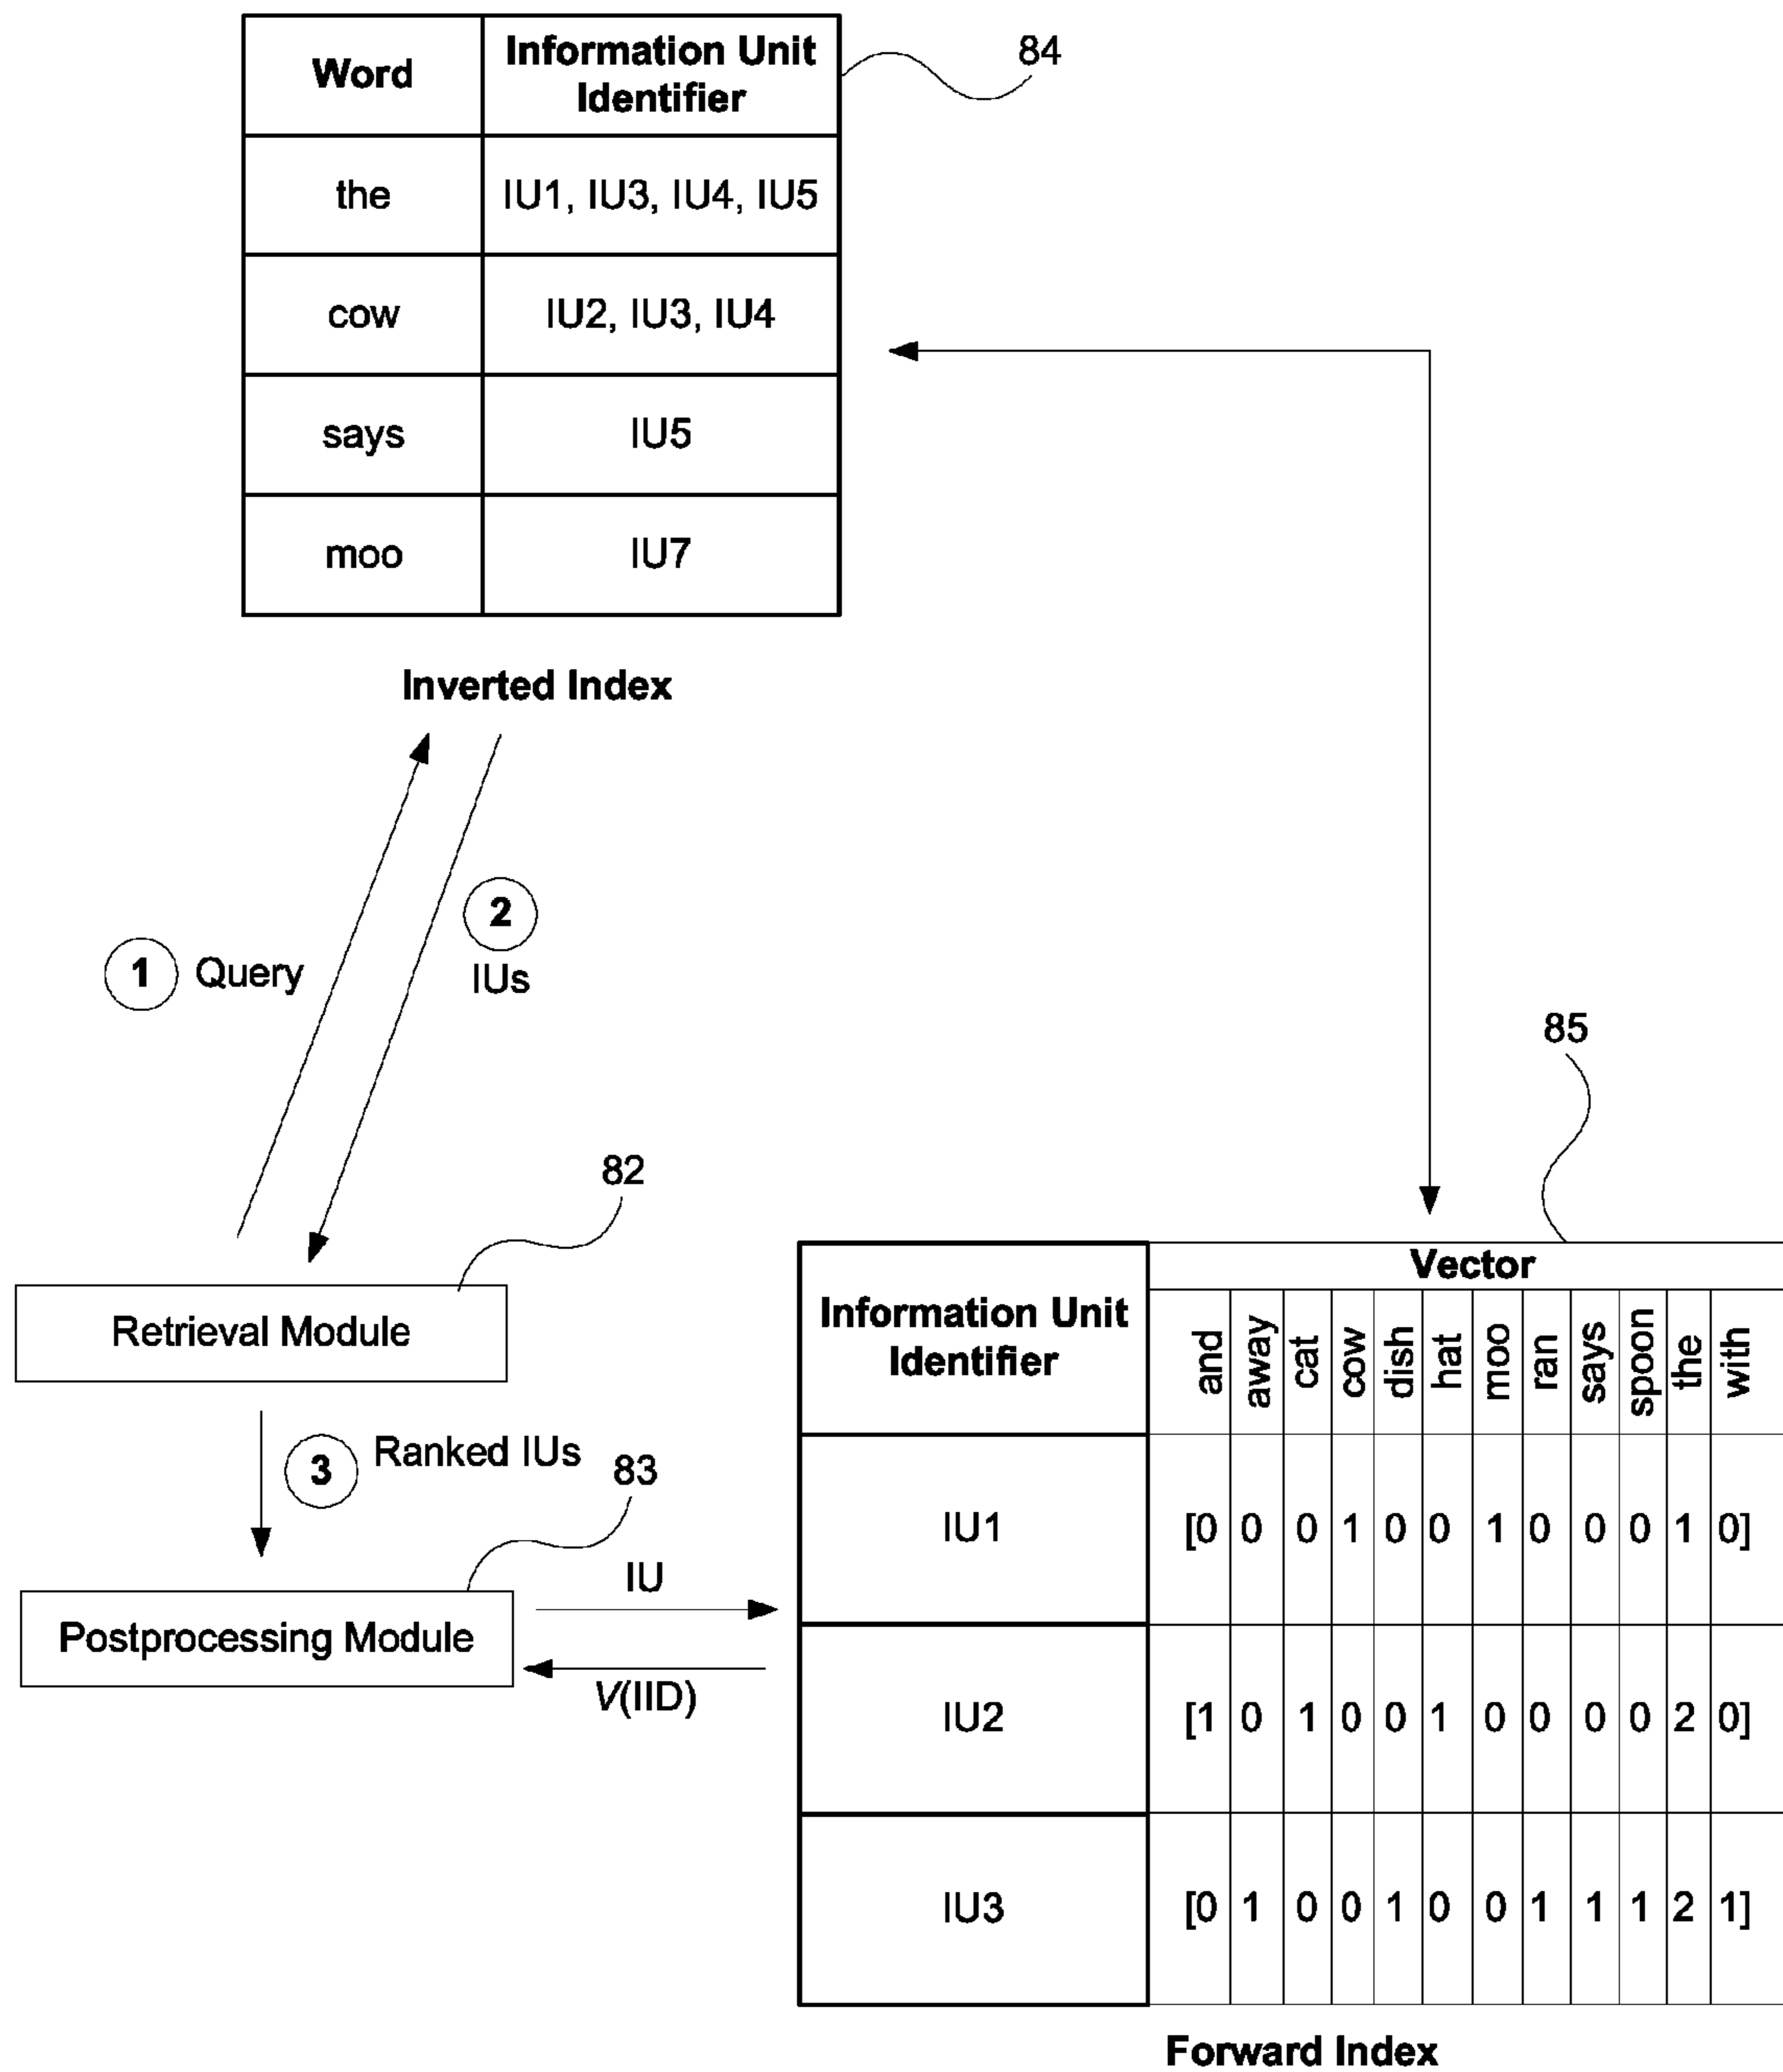 Word
Information Unit
Identifier
84
the
IU1, IU3, IU4, IU5
cow
IU2, IU3, IU4
says
IU5
moo
IU7
Inverted Index
1 Query
2
IUs
85
82
Retrieval Module
3 Ranked IUs
83
Postprocessing Module
IU
V(IID)
Information Unit
Identifier
Vector
and away cat cow dish hat moo ran says spoon the with
IU1 [0 0 0 1 0 0 1 0 0 0 1 0]
IU2 [1 0 1 0 0 1 0 0 0 0 2 0]
IU3 [0 1 0 0 1 0 0 1 1 1 2 1]
Forward Index